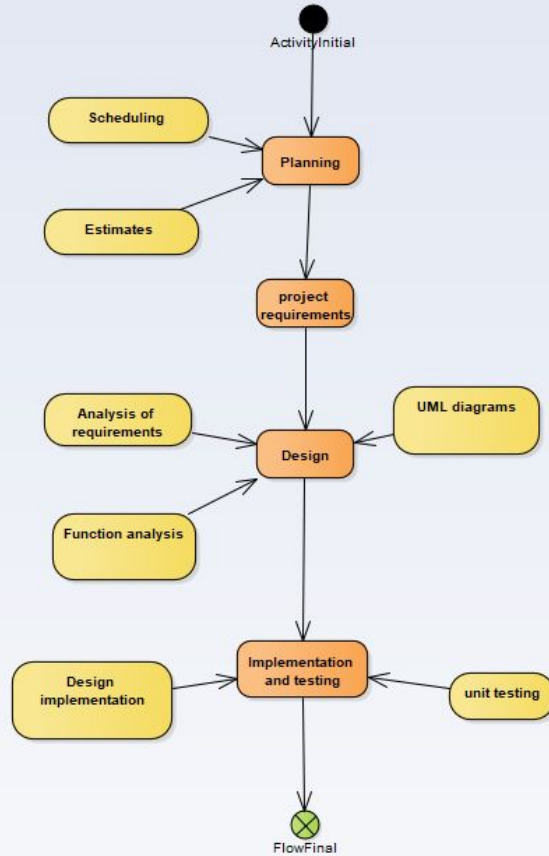 ActivityInitial
Scheduling
Planning
Estimates
project
requirements
Analysis of
requirements
UML diagrams
Design
Function analysis
Implementation
and testing
Design
implementation
unit testing
FlowFinal